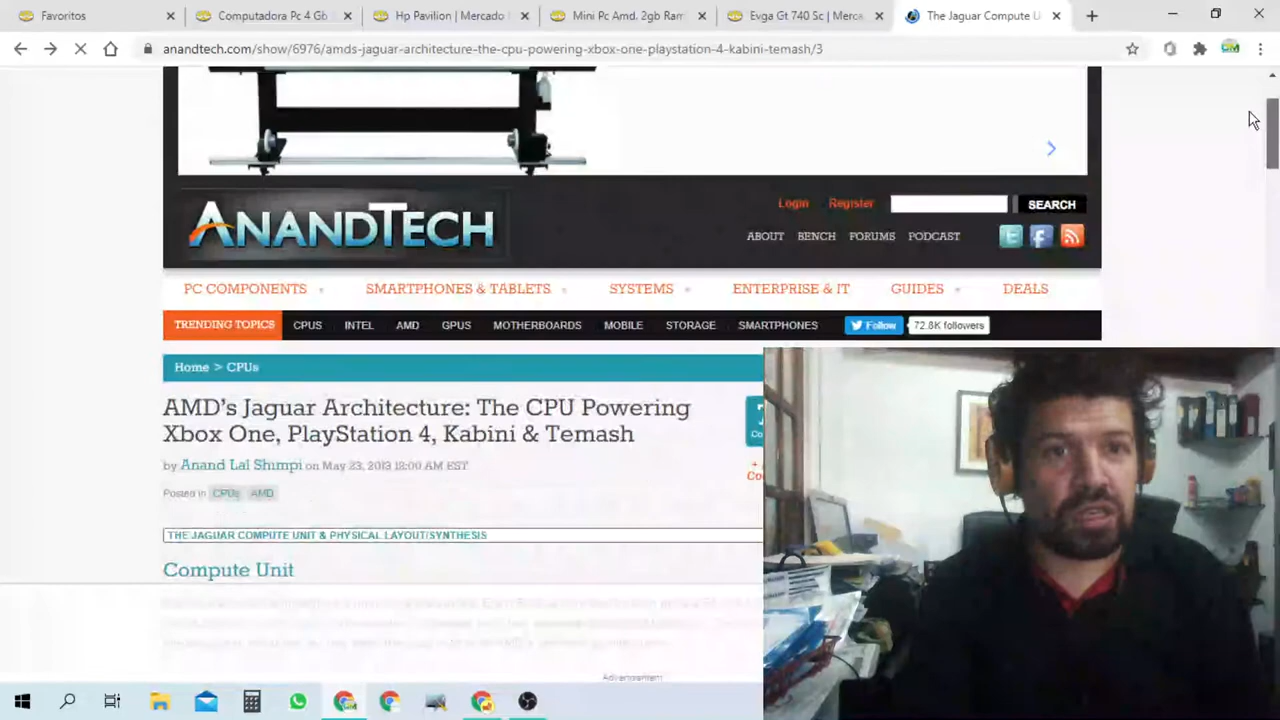 Favoritos
Computadora Pc 4 Gb
Hp Pavilion | Mercado
Mini Pc Amd. 2gb Ram
Evga Gt 740 Sc | Merca
The Jaguar Compute U
anandtech.com/show/6976/amds-jaguar-architecture-the-cpu-powering-xbox-one-playstation-4-kabini-temash/3
ANANDTECH
Login Register SEARCH
ABOUT BENCH FORUMS PODCAST
PC COMPONENTS SMARTPHONES & TABLETS SYSTEMS ENTERPRISE & IT GUIDES DEALS
TRENDING TOPICS CPUS INTEL AMD GPUS MOTHERBOARDS MOBILE STORAGE SMARTPHONES Follow 72.8K followers
Home > CPUs
AMD's Jaguar Architecture: The CPU Powering
Xbox One, PlayStation 4, Kabini & Temash
by Anand Lal Shimpi on May 23, 2013 12:00 AM EST
Posted in CPUs AMD
THE JAGUAR COMPUTE UNIT & PHYSICAL LAYOUT/SYNTHESIS
Compute Unit
Advertisement